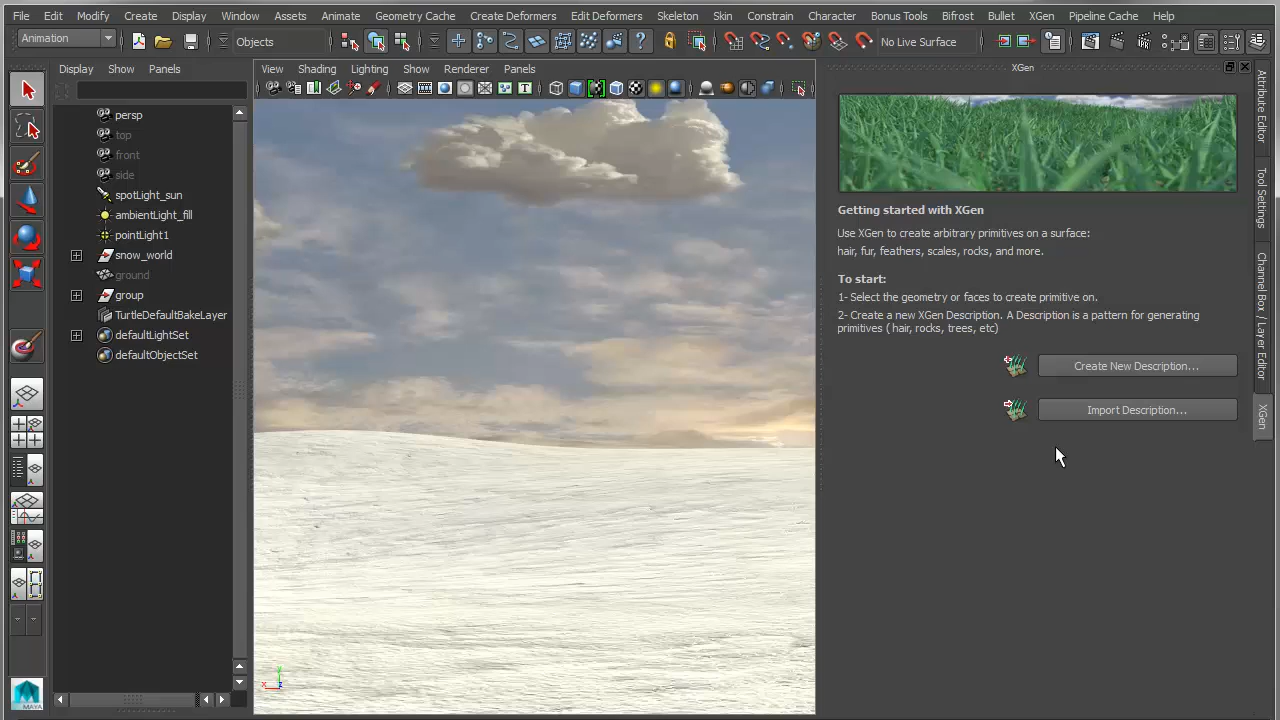 File Edit Modify Create Display Window Assets Animate Geometry Cache Create Deformers Edit Deformers Skeleton Skin Constrain Character Bonus Tools Bifrost Bullet XGen Pipeline Cache Help
Animation Objects No Live Surface
Display Show Panels
View Shading Lighting Show Renderer Panels
XGen
persp
top
front
side
spotLight_sun
ambientLight_fill
pointLight1
snow_world
ground
group
TurtleDefaultBakeLayer
defaultLightSet
defaultObjectSet
MAYA
y
x
z
Getting started with XGen
Use XGen to create arbitrary primitives on a surface:
hair, fur, feathers, scales, rocks, and more.
To start:
1- Select the geometry or faces to create primitive on.
2- Create a new XGen Description. A Description is a pattern for generating
primitives ( hair, rocks, trees, etc)
Create New Description...
Import Description...
Attribute Editor
Tool Settings
Channel Box / Layer Editor
XGen